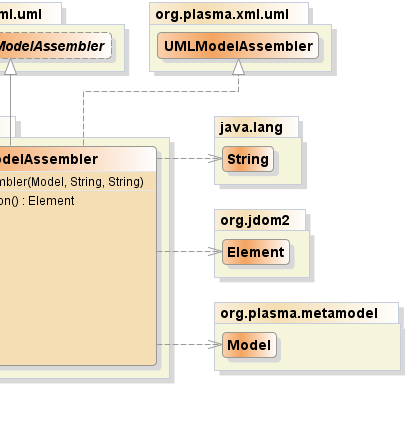 ml.uml
ModelAssembler
org.plasma.xml.uml
UMLModelAssembler
odelAssembler
mbler(Model, String, String)
on() : Element
java.lang
String
org.jdom2
Element
org.plasma.metamodel
Model